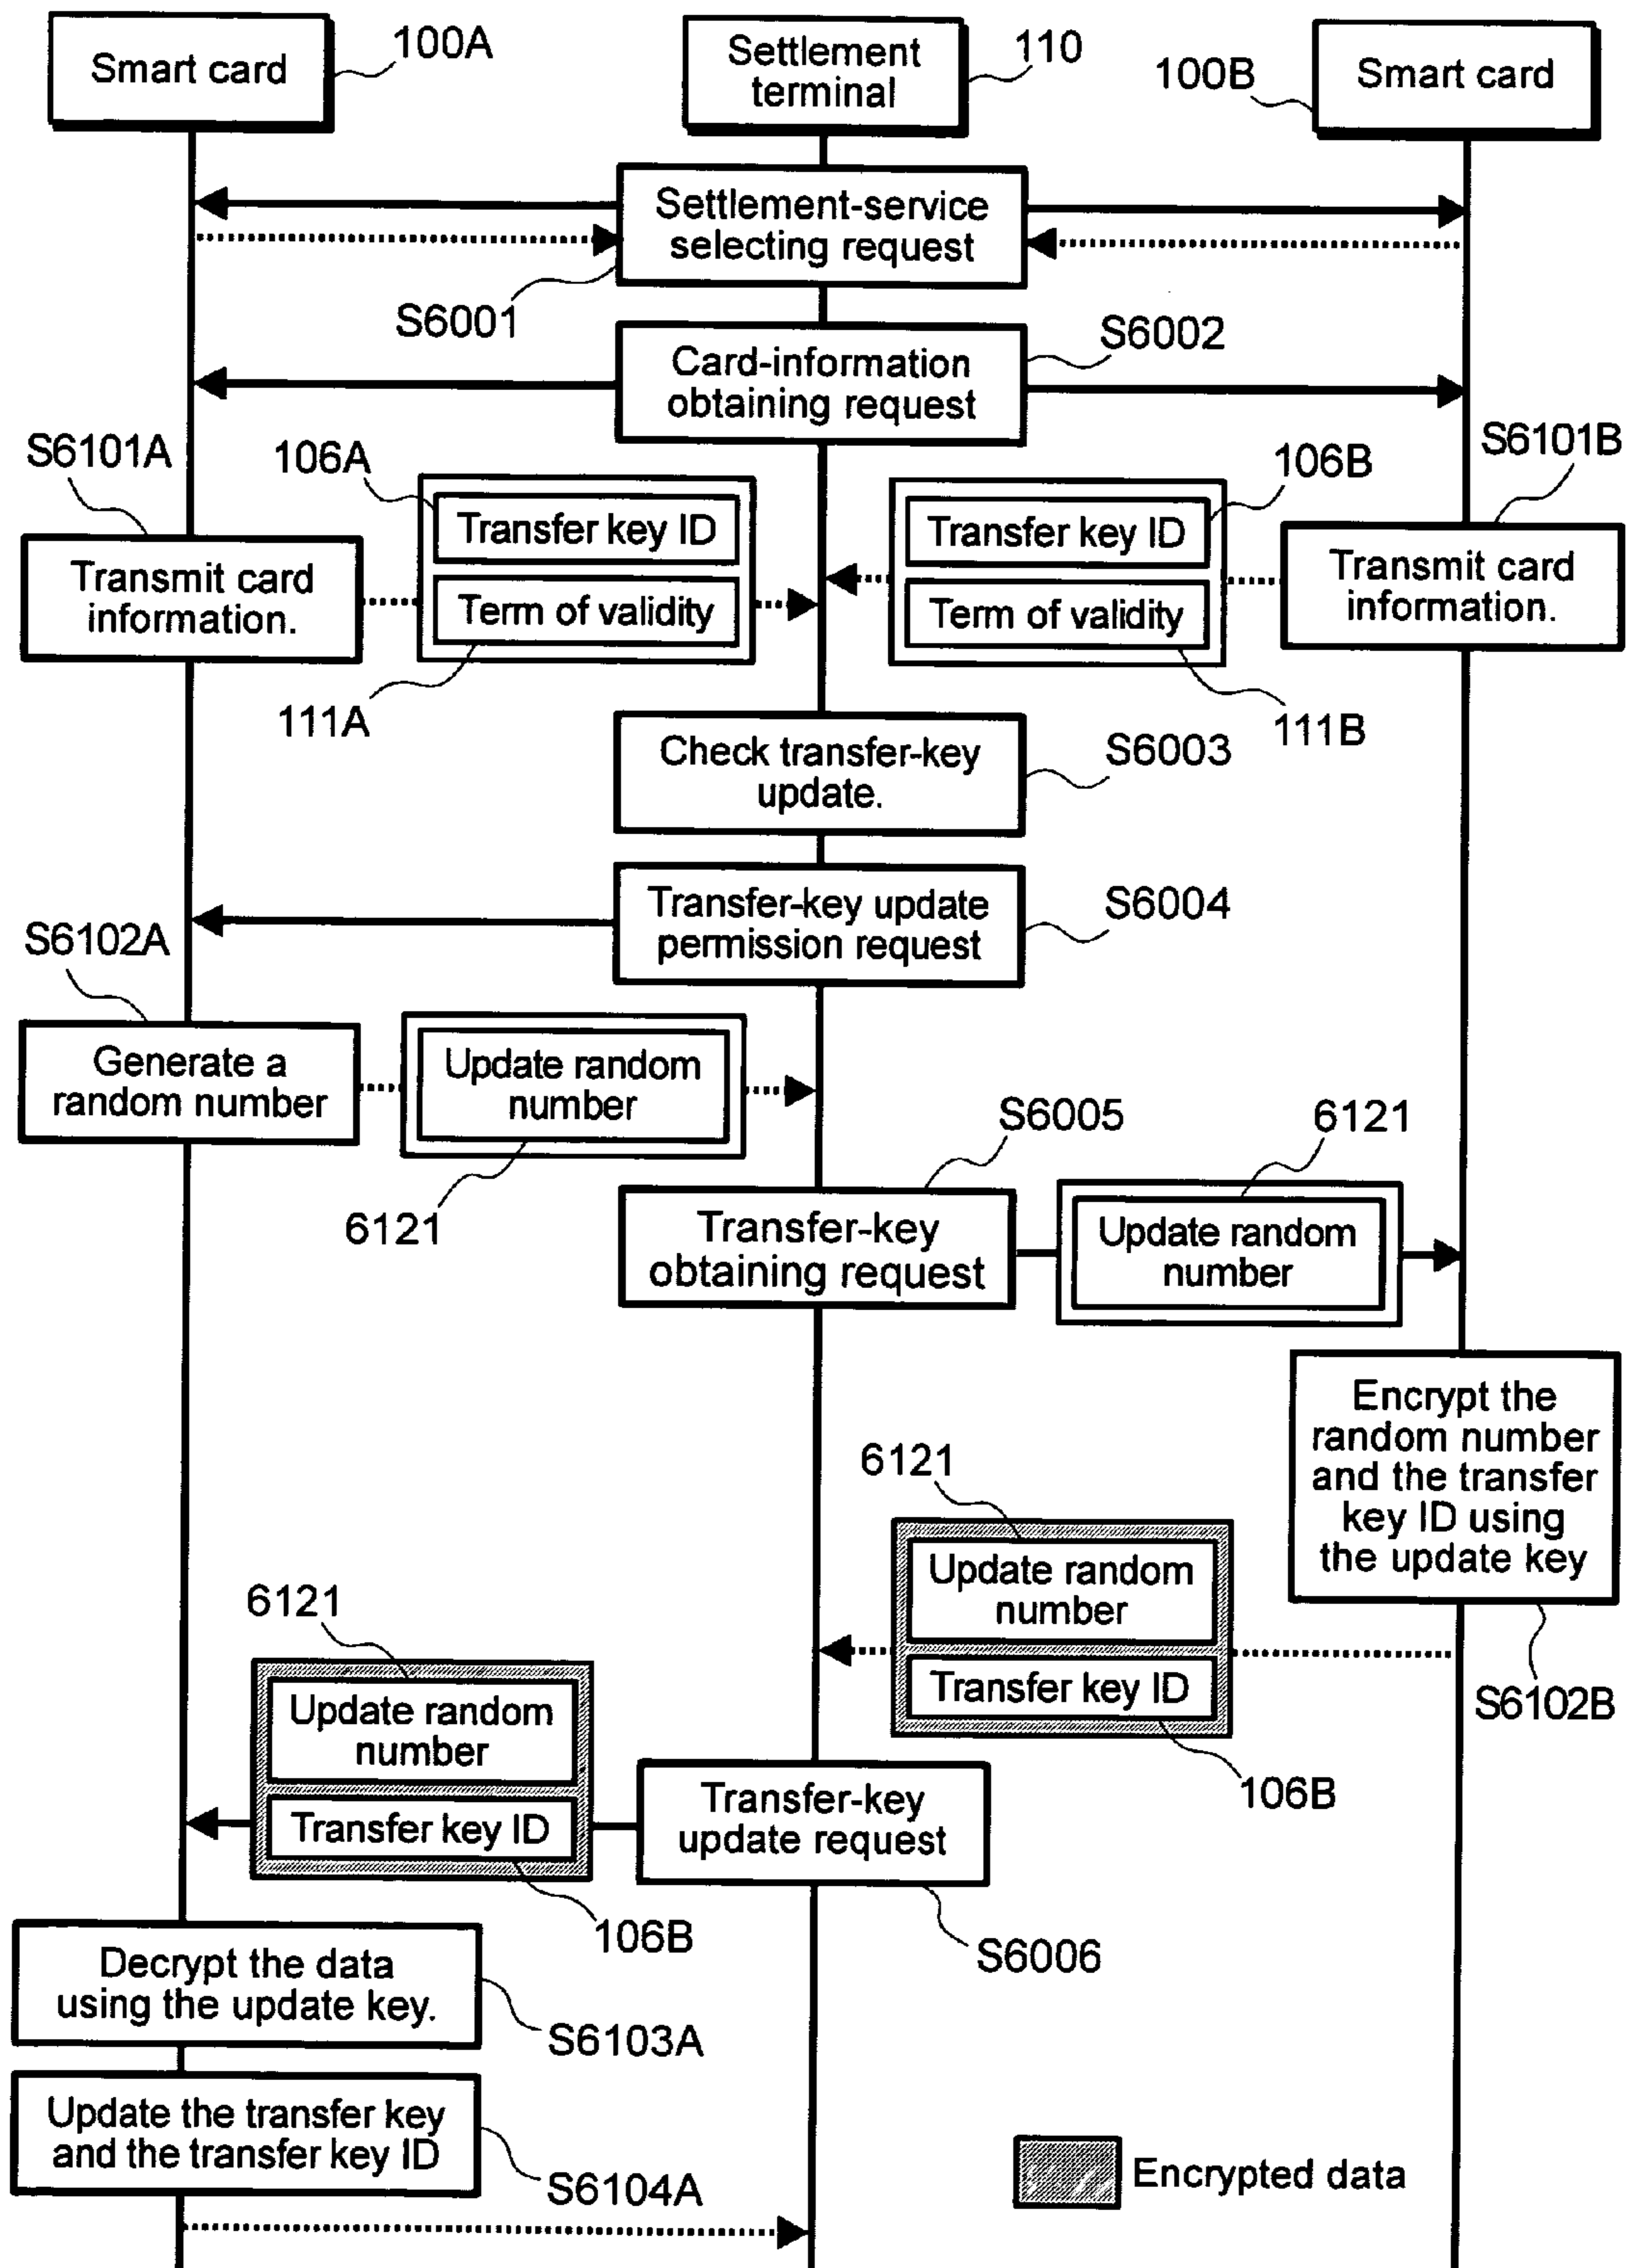 Smart card
100A
Settlement
terminal
110
100B
Smart card
Settlement-service
selecting request
S6001
Card-information
obtaining request
S6002
S6101A
106A
Transfer key ID
Term of validity
111A
Transmit card
information.
106B
Transfer key ID
Term of validity
111B
S6101B
Transmit card
information.
Check transfer-key
update.
S6003
Transfer-key update
permission request
S6004
S6102A
Generate a
random number
Update random
number
6121
S6005
Transfer-key
obtaining request
6121
Update random
number
Encrypt the
random number
and the transfer
key ID using
the update key
S6102B
6121
Update random
number
Transfer key ID
106B
6121
Update random
number
Transfer key ID
106B
Transfer-key
update request
S6006
Decrypt the data
using the update key.
S6103A
Update the transfer key
and the transfer key ID
S6104A
Encrypted data